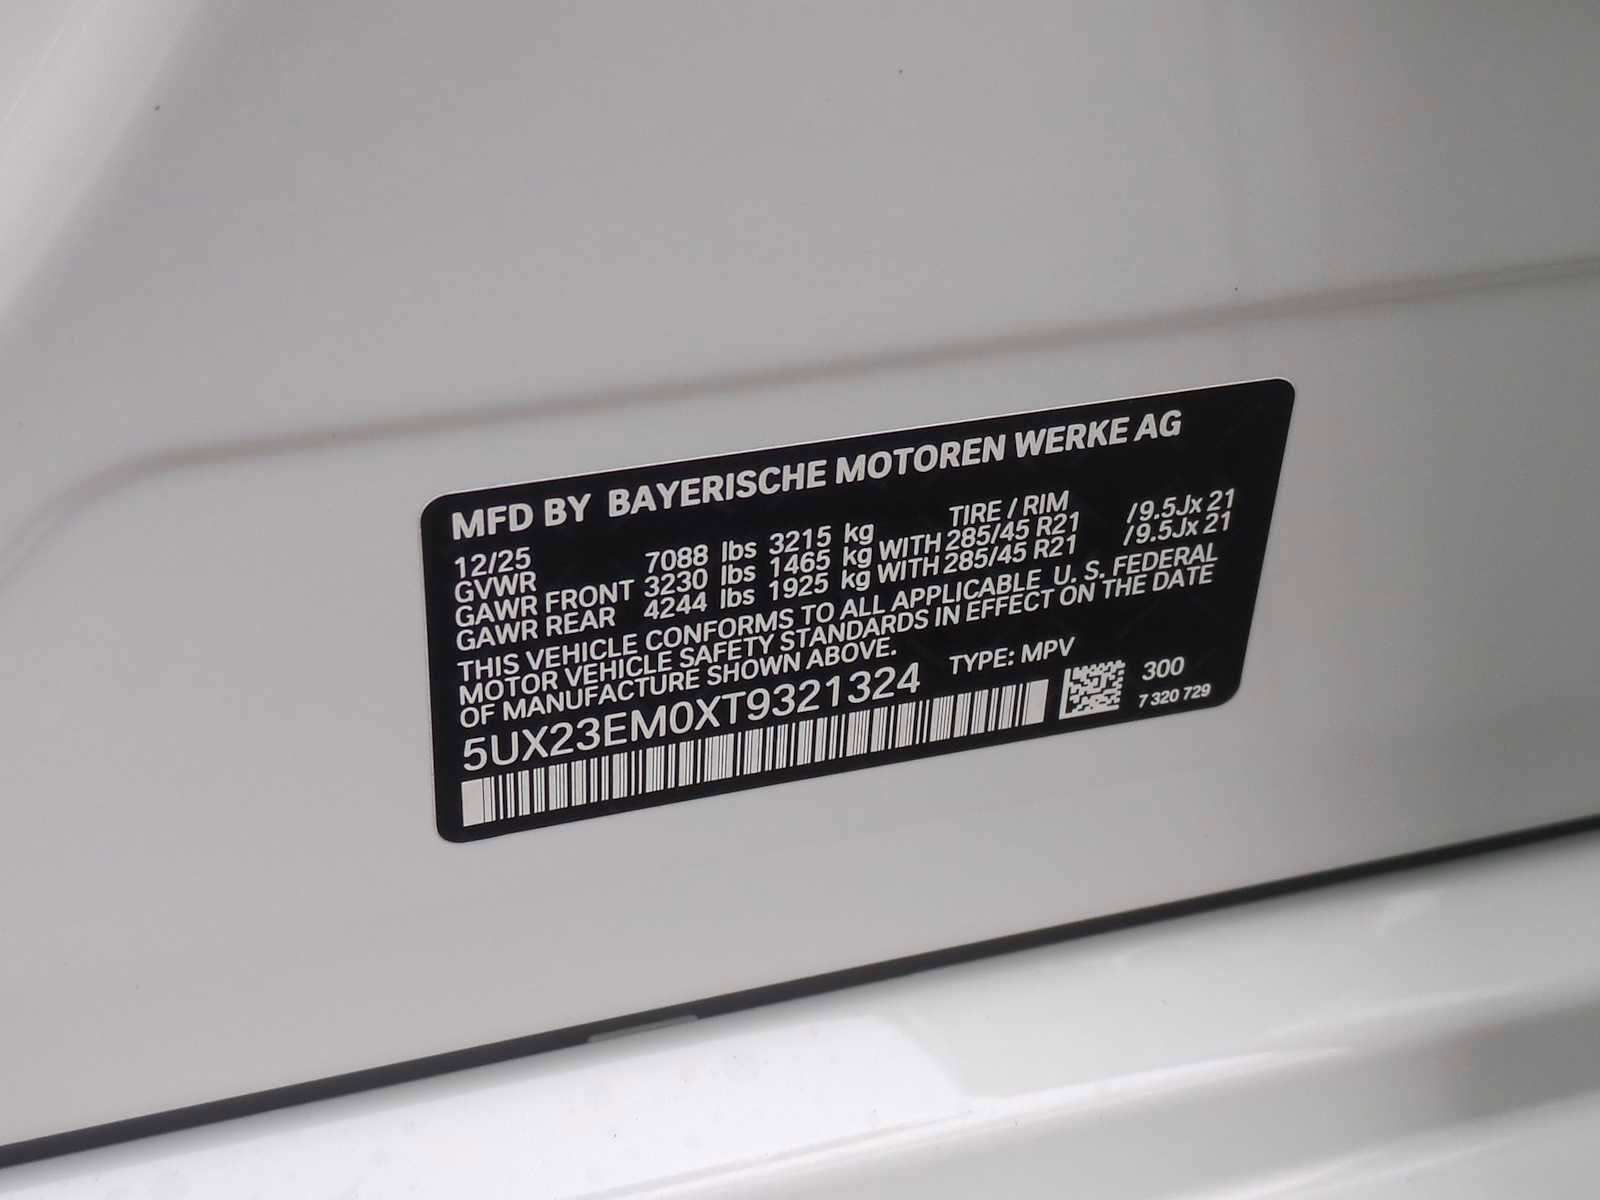 MFD BY BAYERISCHE MOTOREN WERKE AG
12/25 TIRE / RIM
GVWR 7088 lbs 3215 kg
GAWR FRONT 3230 lbs 1465 kg WITH 285/45 R21 /9.5Jx 21
GAWR REAR 4244 lbs 1925 kg WITH 285/45 R21 /9.5Jx 21
THIS VEHICLE CONFORMS TO ALL APPLICABLE U. S. FEDERAL
MOTOR VEHICLE SAFETY STANDARDS IN EFFECT ON THE DATE
OF MANUFACTURE SHOWN ABOVE.
TYPE: MPV
5UX23EM0XT9321324
300
7 320 729